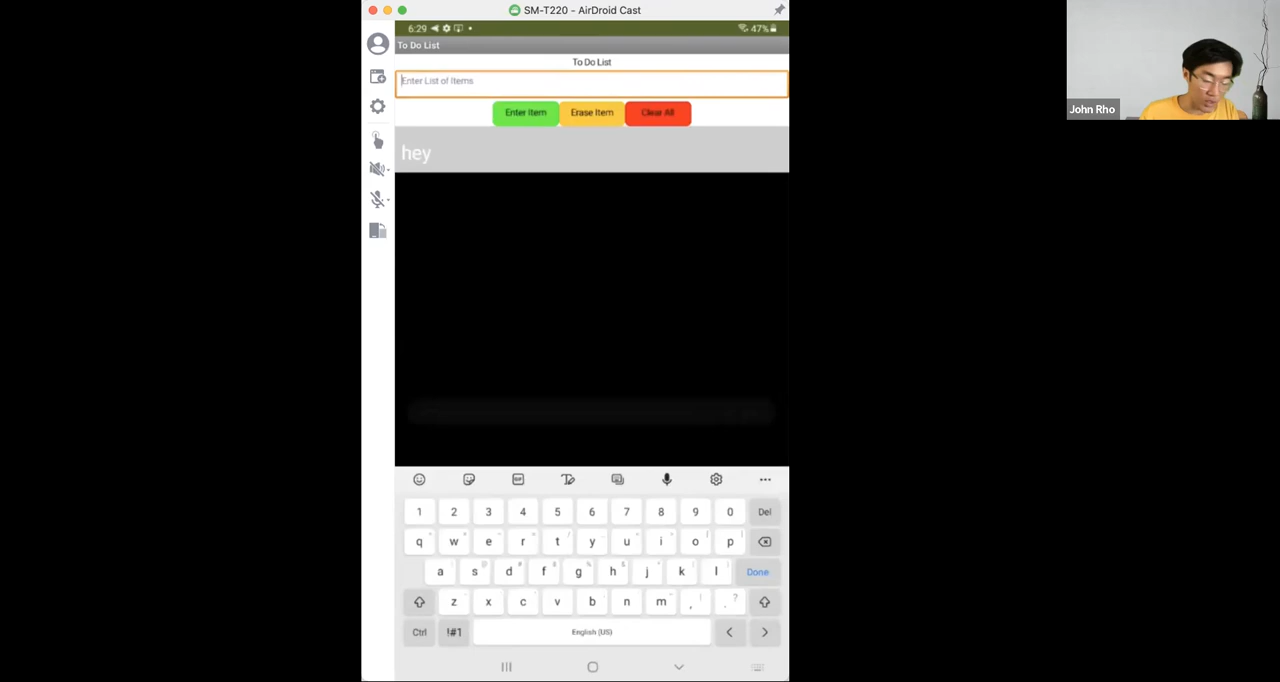 SM-T220 - AirDroid Cast
6:29
47%
To Do List
To Do List
Enter List of Items
Enter Item
Erase Item
Clear All
hey
GIF
1 2 3 4 5 6 7 8 9 0 Del
q w e r t y u i o p
a s d f g h j k l Done
z x c v b n m , ! . ?
Ctrl !#1 English (US) < >
John Rho